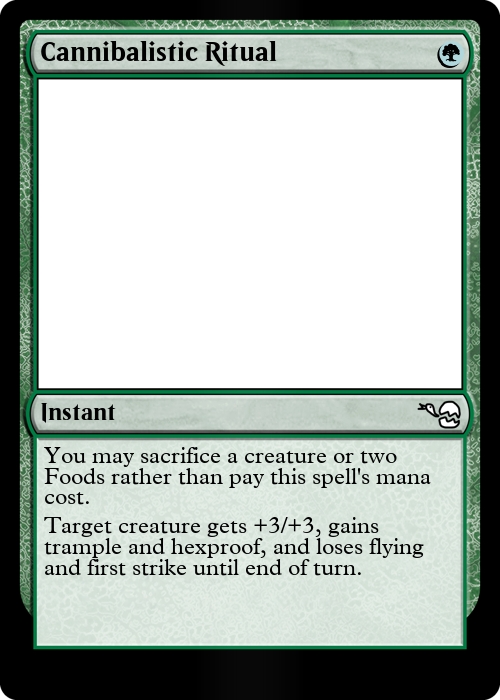 Cannibalistic Ritual
Instant
You may sacrifice a creature or two
Foods rather than pay this spell's mana
cost.
Target creature gets +3/+3, gains
trample and hexproof, and loses flying
and first strike until end of turn.